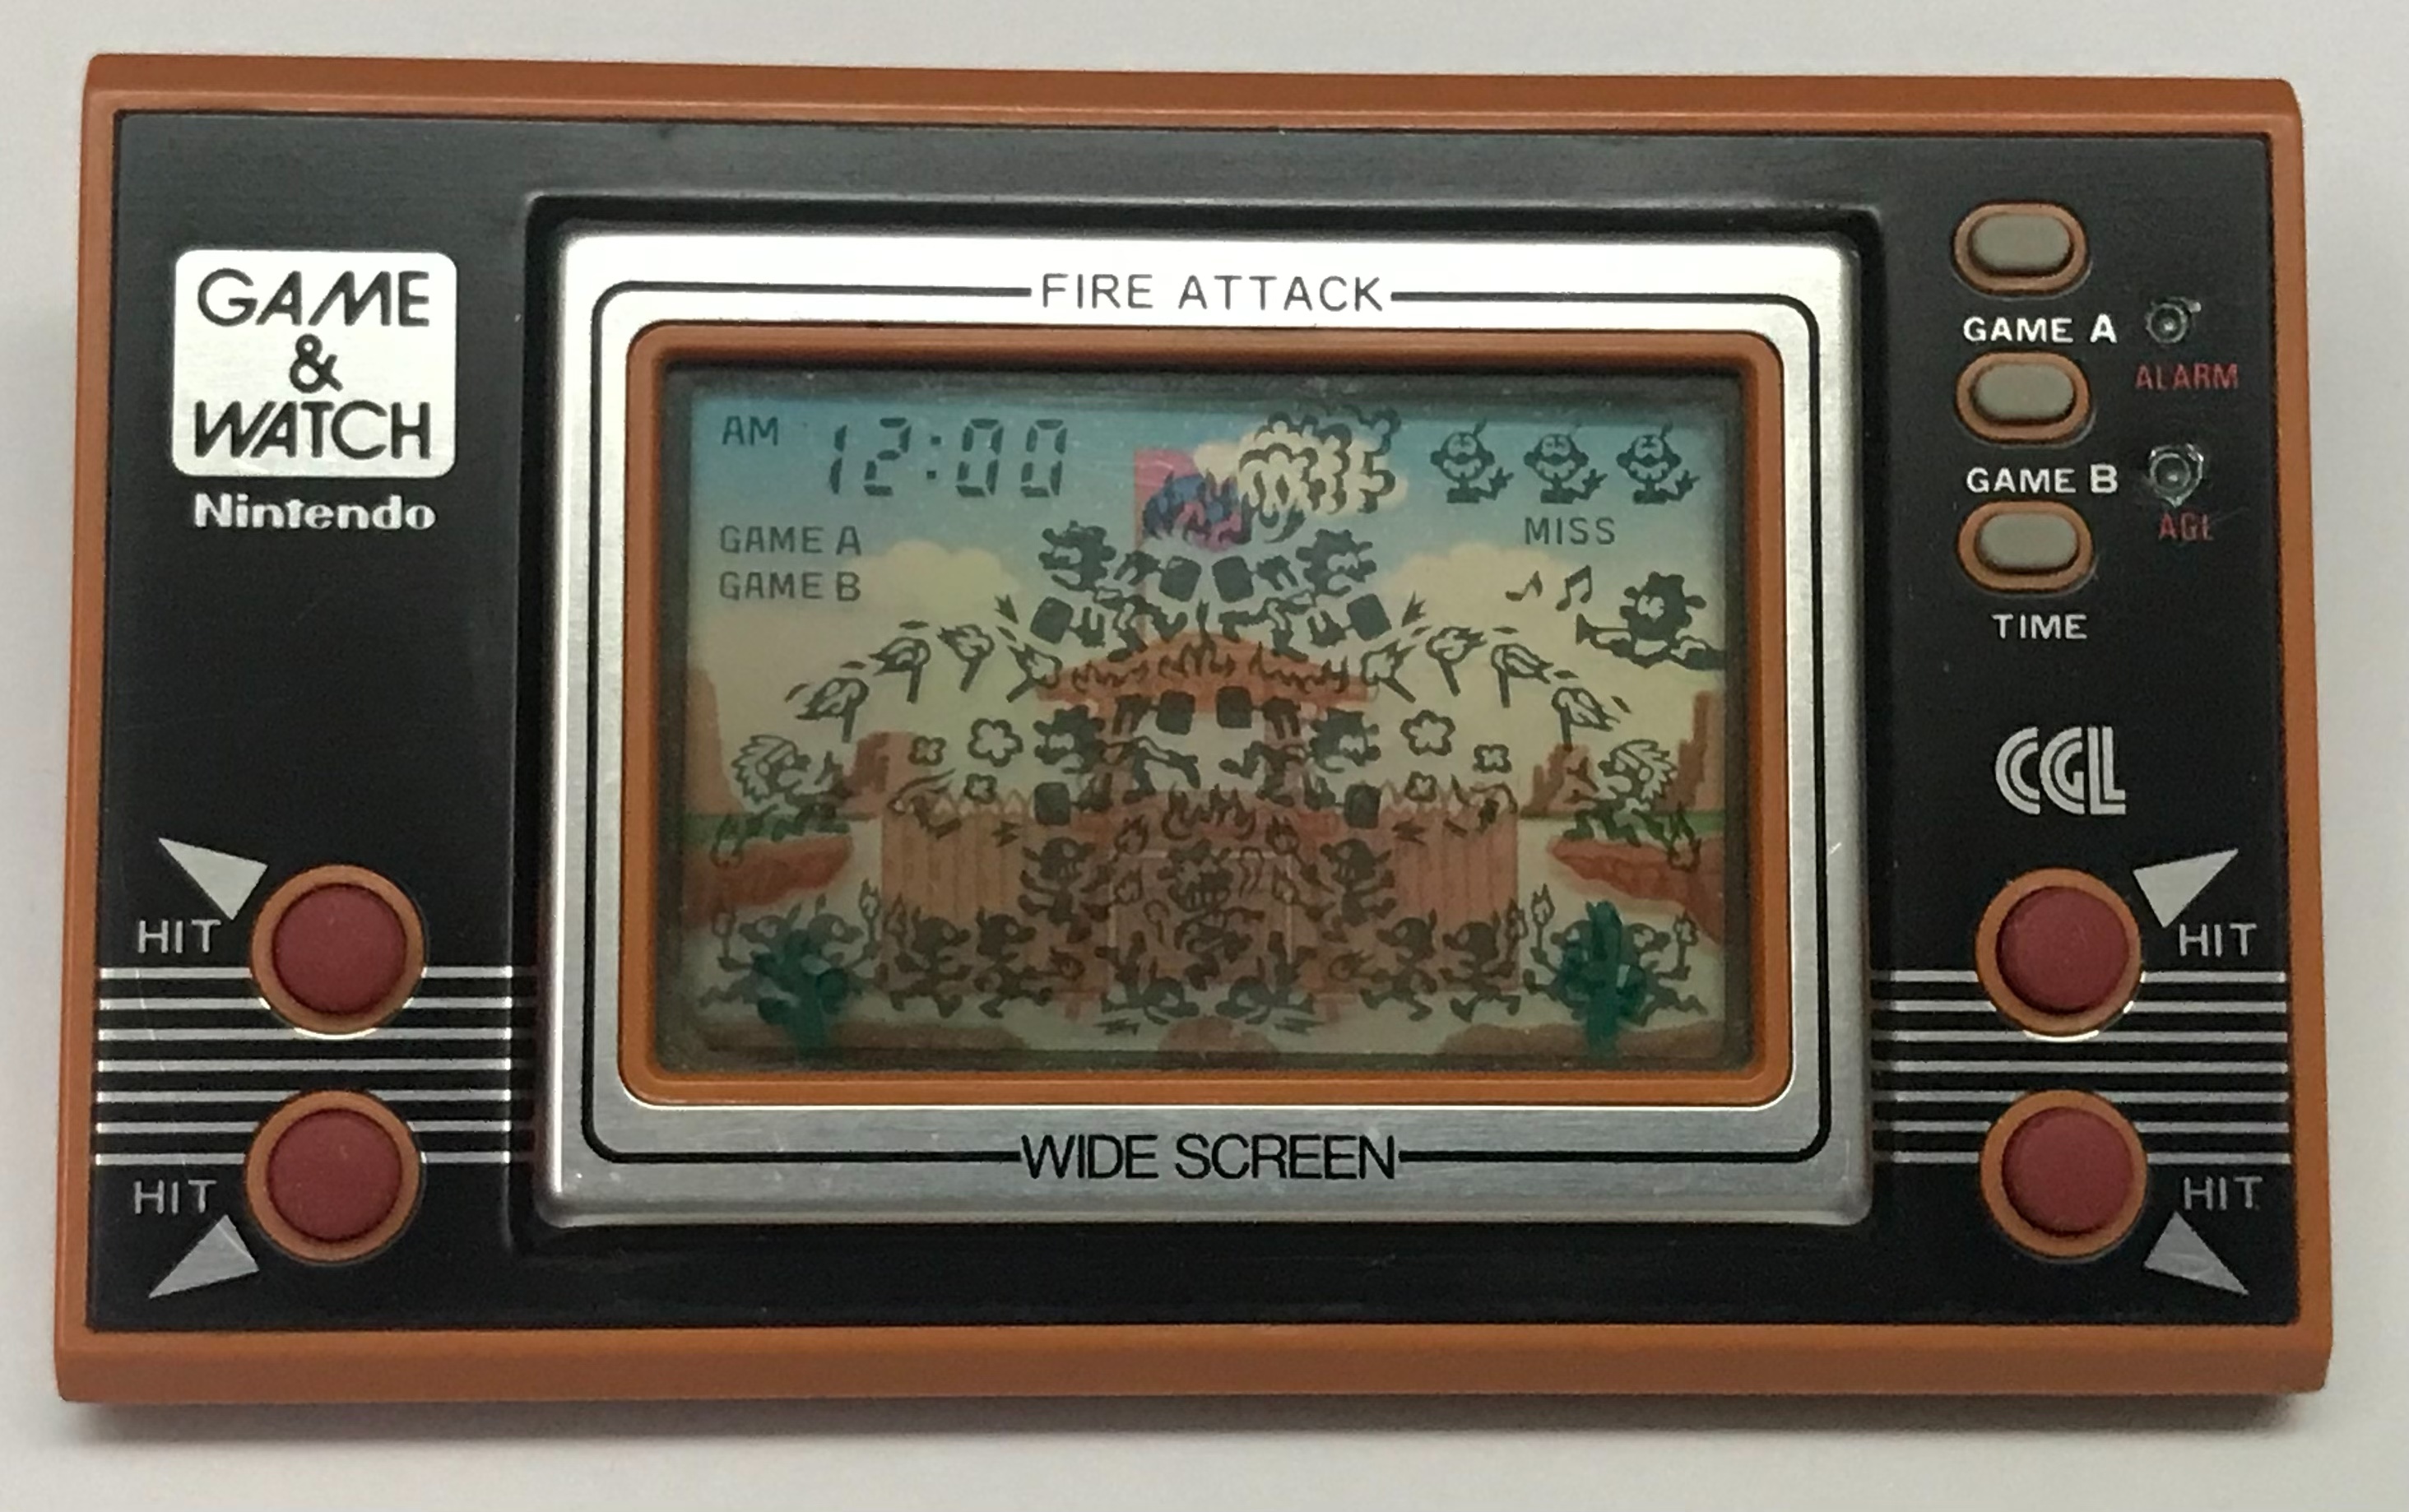 GAME
&
WATCH
Nintendo
FIRE ATTACK
AM 12:00
GAME A
GAME B
MISS
GAME A
ALARM
GAME B
ACL
TIME
CGL
HIT
HIT
HIT
HIT
WIDE SCREEN